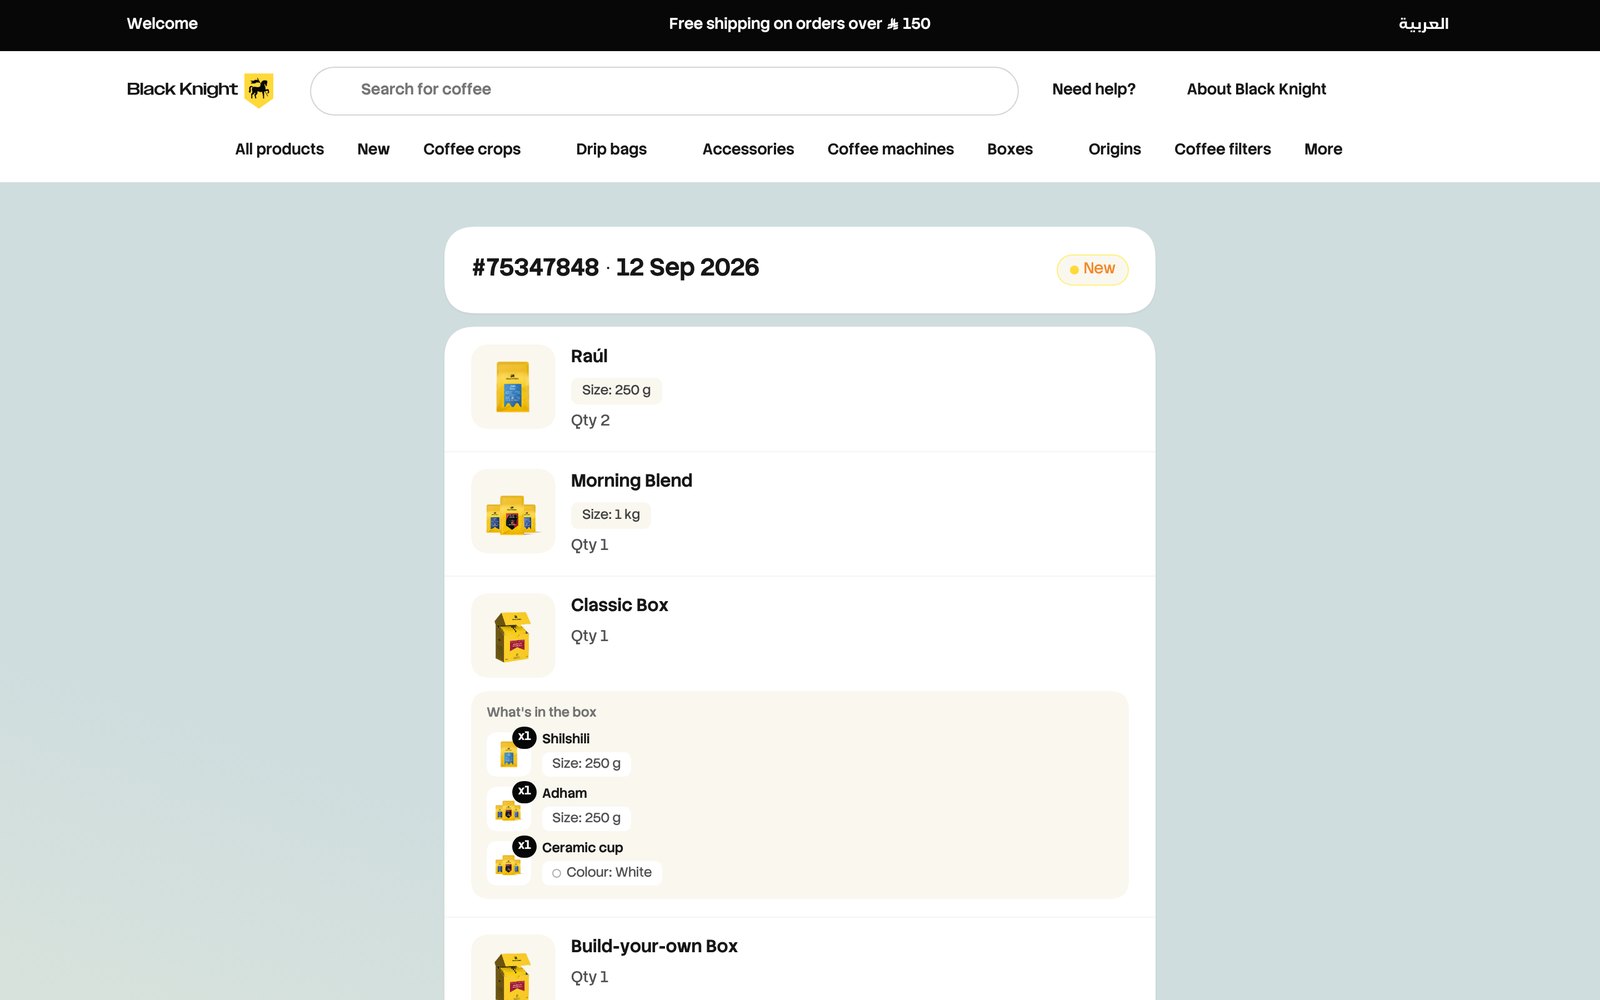 Welcome
Free shipping on orders over 150
العربية
Black Knight
Search for coffee
Need help?
About Black Knight
All products
New
Coffee crops
Drip bags
Accessories
Coffee machines
Boxes
Origins
Coffee filters
More
#75347848 · 12 Sep 2026
New
Raúl
Size: 250 g
Qty 2
Morning Blend
Size: 1 kg
Qty 1
Classic Box
Qty 1
What's in the box
x1
Shilshili
Size: 250 g
x1
Adham
Size: 250 g
x1
Ceramic cup
Colour: White
Build-your-own Box
Qty 1